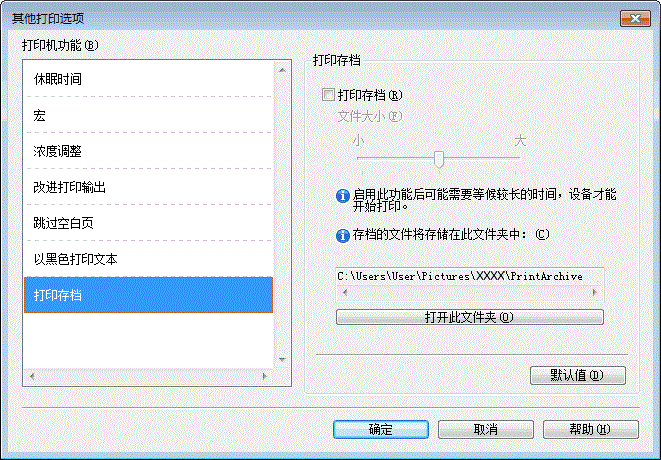 其他打印选项
打印机功能 (B)
休眠时间
宏
浓度调整
改进打印输出
跳过空白页
以黑色打印文本
打印存档
打印存档
打印存档 (R)
文件大小 (F)
小 大
启用此功能后可能需要等候较长的时间，设备才能
开始打印。
存档的文件将存储在此文件夹中：(C)
C:\Users\User\Pictures\XXXX\PrintArchive
打开此文件夹 (O)
默认值 (D)
确定 取消 帮助 (H)